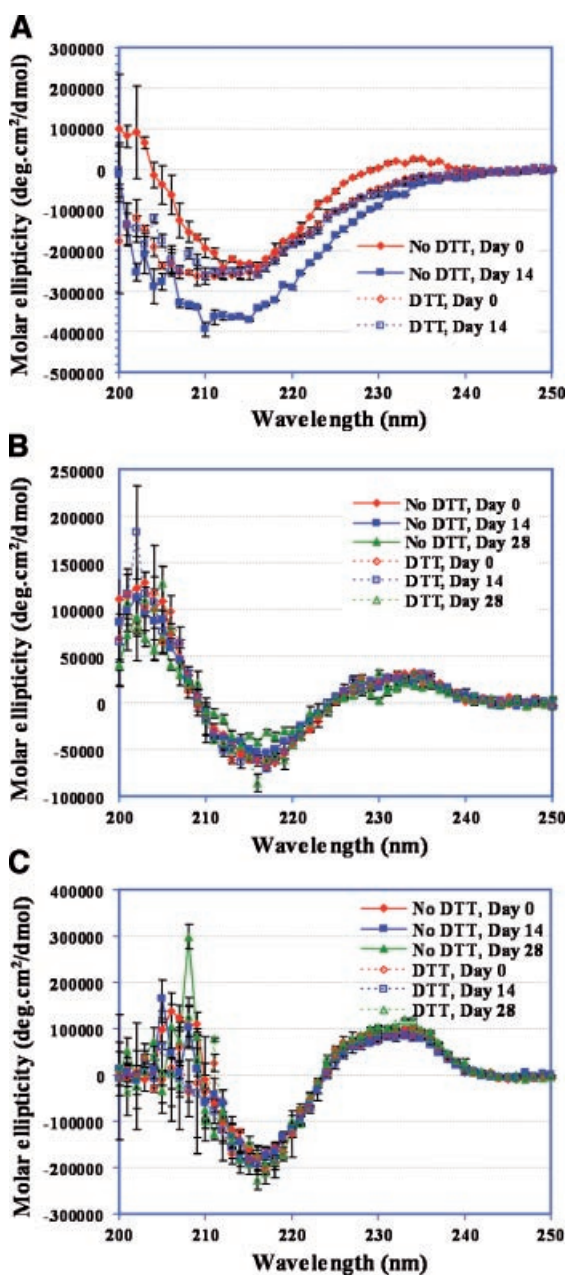 A
300000
200000
100000
0
-100000
-200000
-300000
-400000
-500000
Molar ellipticity (deg.cm²/dmol)
No DTT, Day 0
No DTT, Day 14
DTT, Day 0
DTT, Day 14
200 210 220 230 240 250
Wavelength (nm)
B
250000
200000
150000
100000
50000
0
-50000
-100000
Molar ellipticity (deg.cm²/dmol)
No DTT, Day 0
No DTT, Day 14
No DTT, Day 28
DTT, Day 0
DTT, Day 14
DTT, Day 28
200 210 220 230 240 250
Wavelength (nm)
C
400000
300000
200000
100000
0
-100000
-200000
-300000
Molar ellipticity (deg.cm²/dmol)
No DTT, Day 0
No DTT, Day 14
No DTT, Day 28
DTT, Day 0
DTT, Day 14
DTT, Day 28
200 210 220 230 240 250
Wavelength (nm)